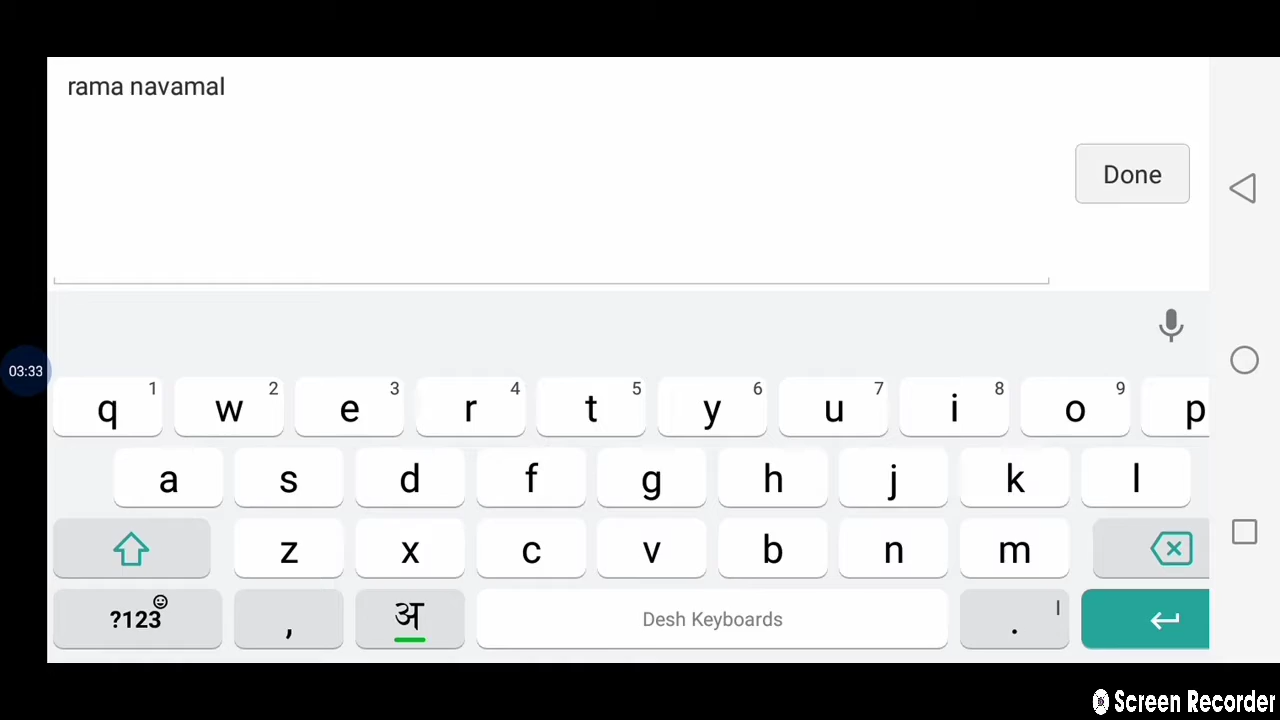 rama navamal
Done
03:33
q 1 w 2 e 3 r 4 t 5 y 6 u 7 i 8 o 9 p
a s d f g h j k l
z x c v b n m
?123 , अ Desh Keyboards . |
Screen Recorder